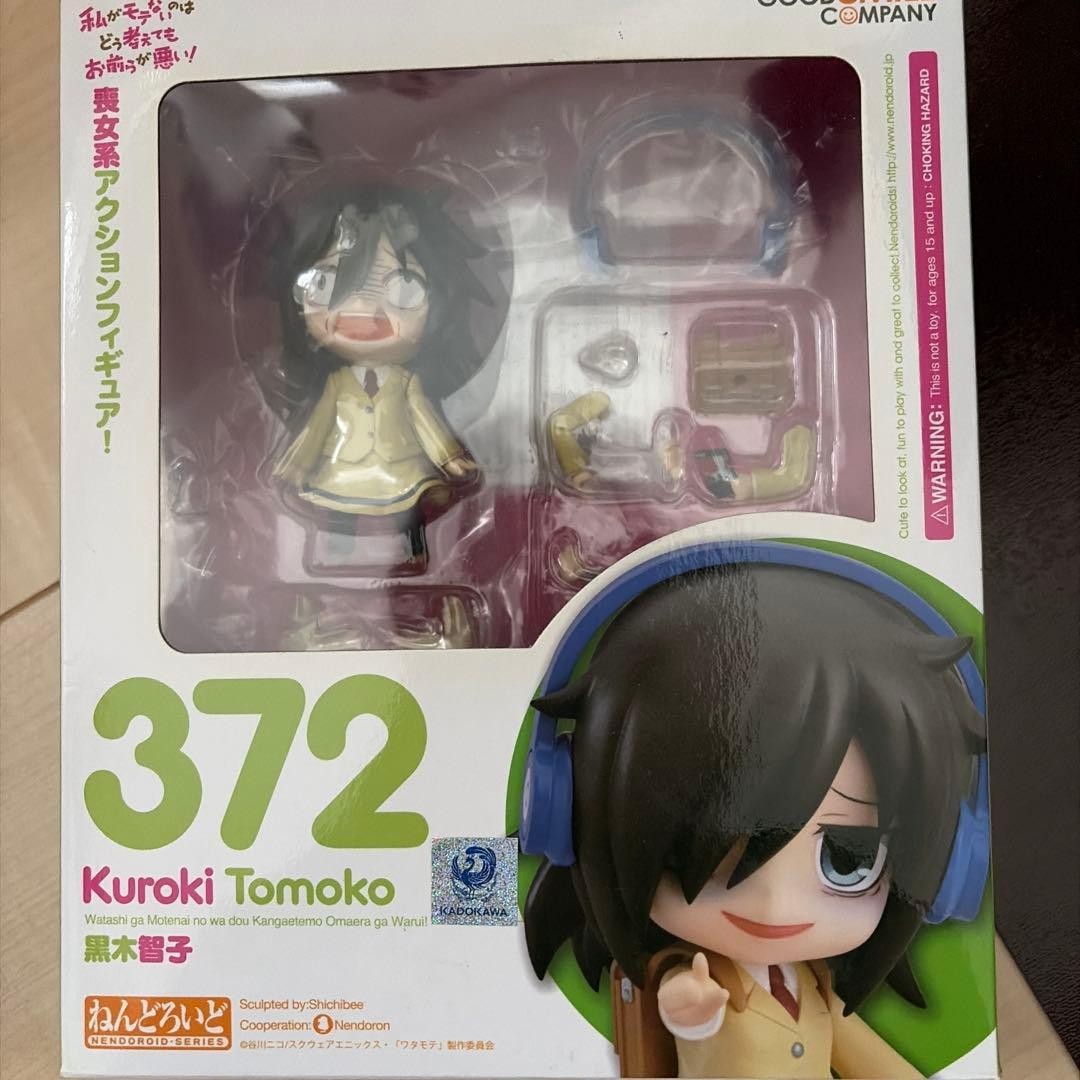 私がモテないのは
どう考えても
お前らが悪い!
喪女系アクションフィギュア!
GOOD SMILE
COMPANY
Cute to look at, fun to play with and great to collect Nendoroids! http://www.nendoroid.jp
⚠WARNING: This is not a toy. for ages 15 and up : CHOKING HAZARD
372
Kuroki Tomoko
Watashi ga Motenai no wa dou Kangaetemo Omaera ga Warui!
黒木智子
KADOKAWA
ねんどろいど
NENDOROID·SERIES
Sculpted by:Shichibee
Cooperation: Nendoron
©谷川ニコ/スクウェアエニックス・「ワタモテ」製作委員会